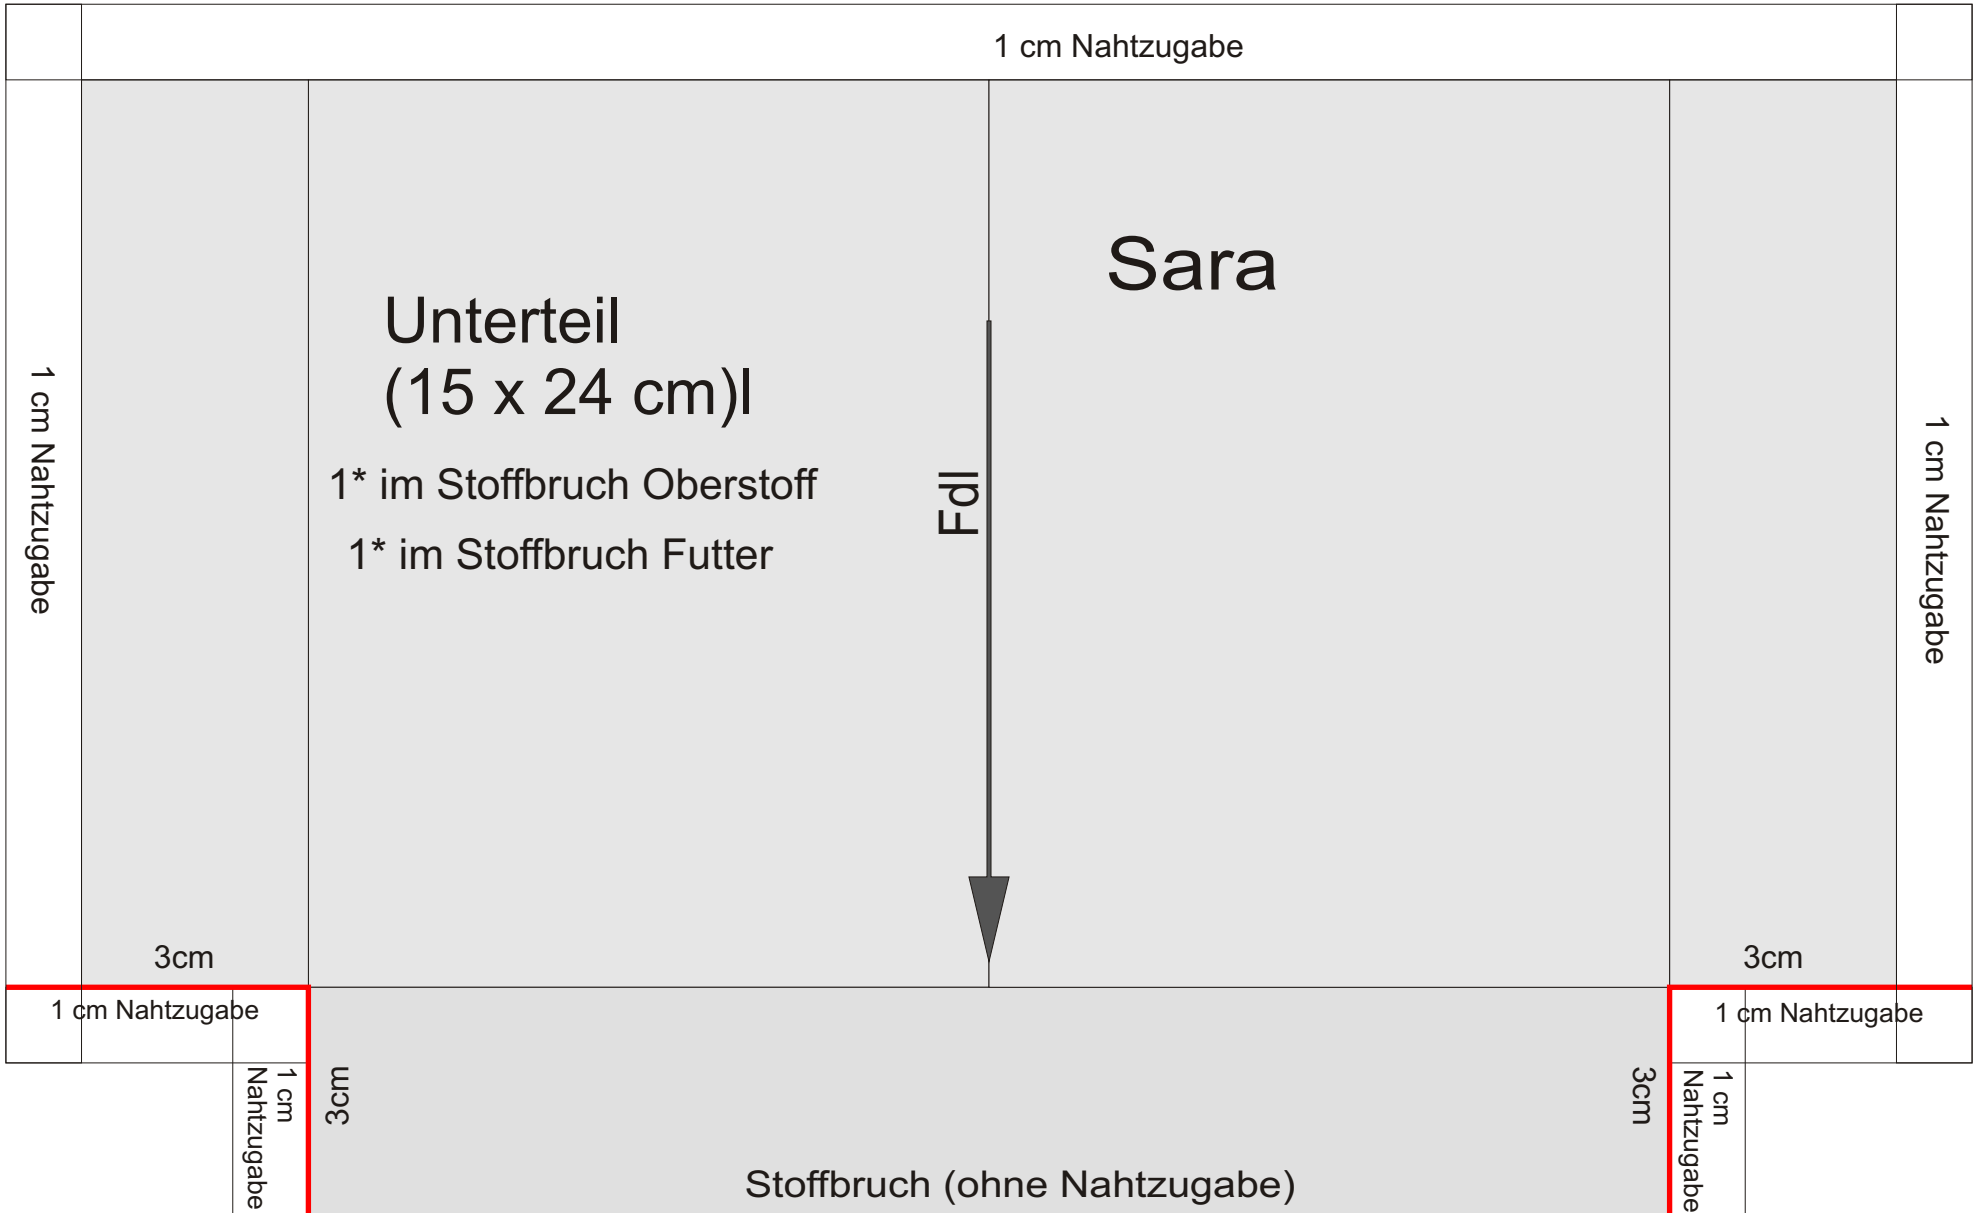 1 cm Nahtzugabe
Sara
Unterteil
(15 x 24 cm)l
1* im Stoffbruch Oberstoff
1* im Stoffbruch Futter
Fdl
1 cm Nahtzugabe
1 cm Nahtzugabe
3cm
3cm
1 cm Nahtzugabe
1 cm Nahtzugabe
1 cm
Nahtzugabe
3cm
3cm
1 cm
Nahtzugabe
Stoffbruch (ohne Nahtzugabe)